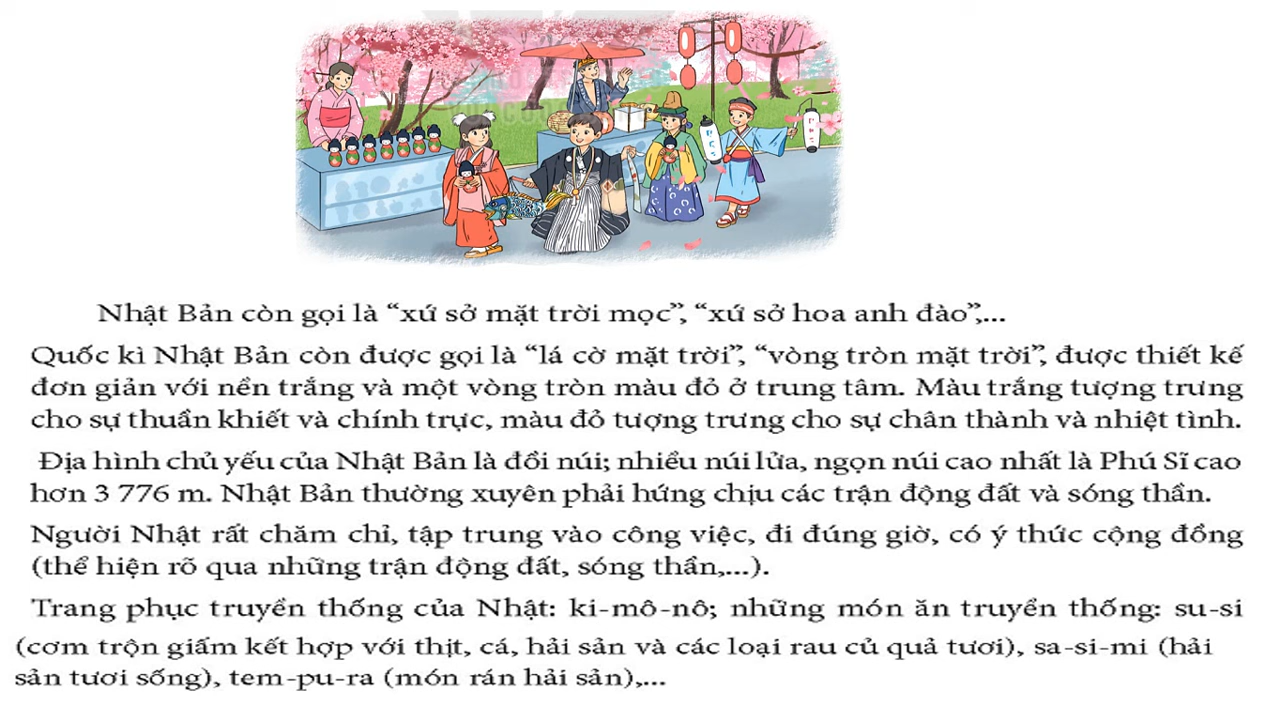 Nhật Bản còn gọi là “xứ sở mặt trời mọc”, “xứ sở hoa anh đào”,...
Quốc kì Nhật Bản còn được gọi là “lá cờ mặt trời”, “vòng tròn mặt trời”, được thiết kế
đơn giản với nền trắng và một vòng tròn màu đỏ ở trung tâm. Màu trắng tượng trưng
cho sự thuần khiết và chính trực, màu đỏ tượng trưng cho sự chân thành và nhiệt tình.
Địa hình chủ yếu của Nhật Bản là đồi núi; nhiều núi lửa, ngọn núi cao nhất là Phú Sĩ cao
hơn 3 776 m. Nhật Bản thường xuyên phải hứng chịu các trận động đất và sóng thần.
Người Nhật rất chăm chỉ, tập trung vào công việc, đi đúng giờ, có ý thức cộng đồng
(thể hiện rõ qua những trận động đất, sóng thần,...).
Trang phục truyền thống của Nhật: ki-mô-nô; những món ăn truyền thống: su-si
(cơm trộn giấm kết hợp với thịt, cá, hải sản và các loại rau củ quả tươi), sa-si-mi (hải
sản tươi sống), tem-pu-ra (món rán hải sản),...